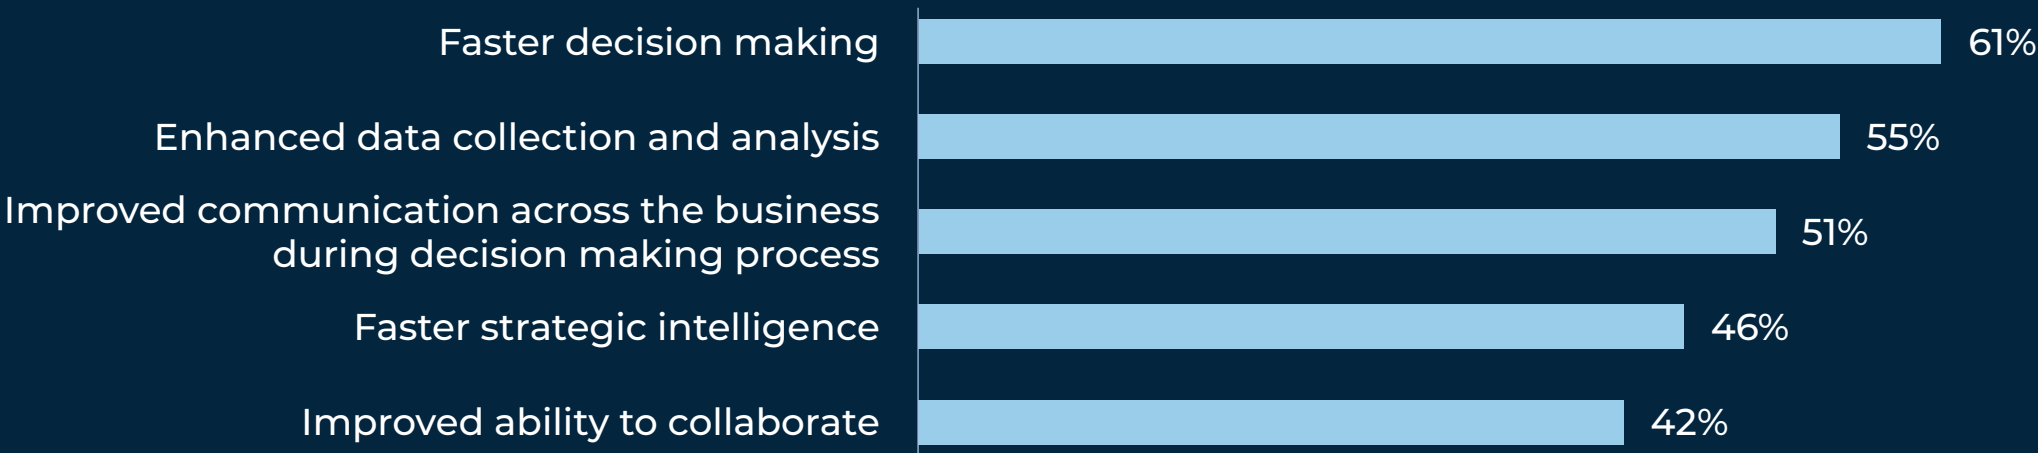 Faster decision making 61%
Enhanced data collection and analysis 55%
Improved communication across the business
during decision making process 51%
Faster strategic intelligence 46%
Improved ability to collaborate 42%